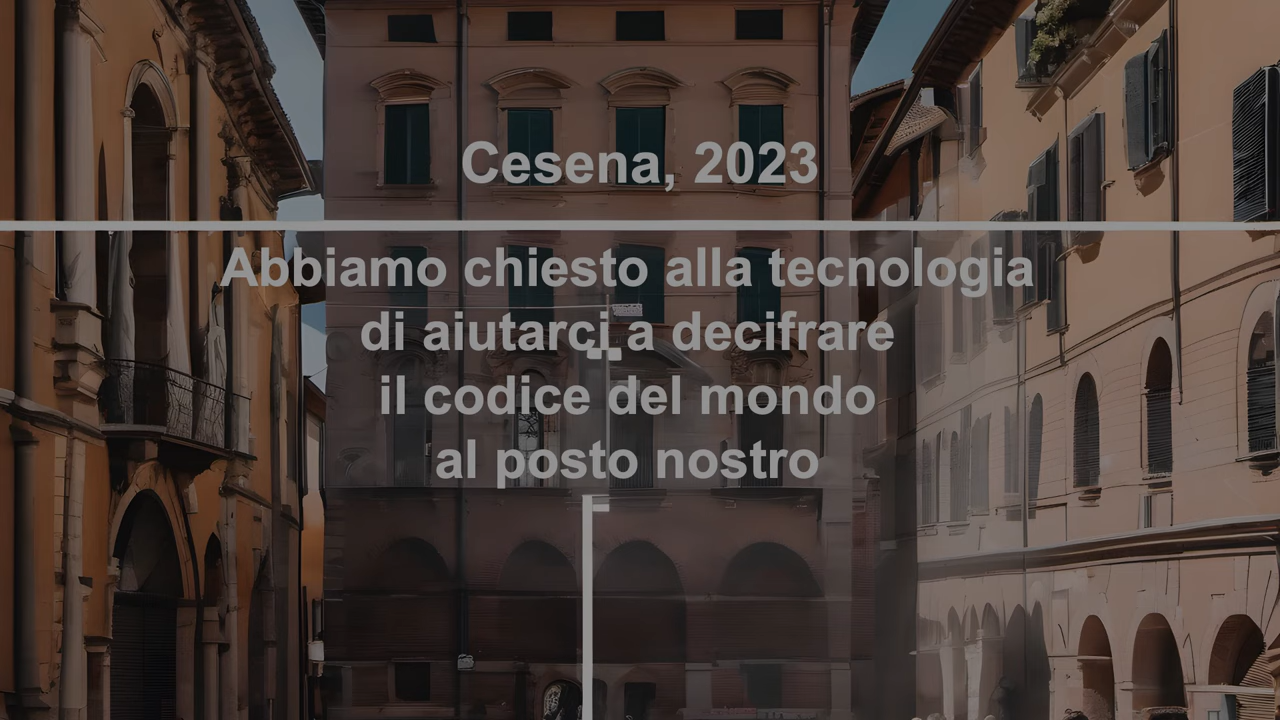 Cesena, 2023
Abbiamo chiesto alla tecnologia
di aiutarci a decifrare
il codice del mondo
al posto nostro